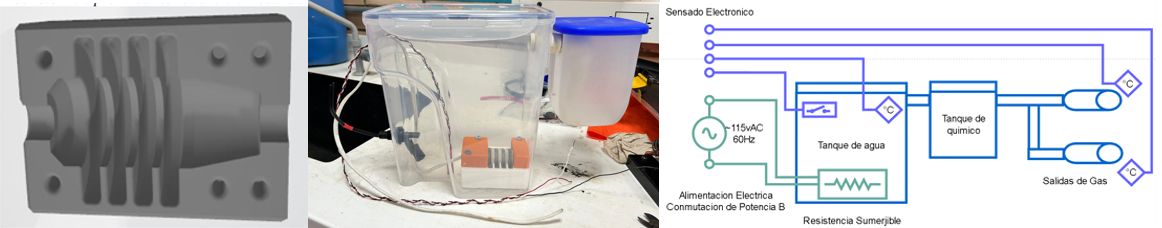 Sensado Electronico
°C
°C
~115vAC
60Hz
Tanque de agua
Tanque de
quimico
°C
Salidas de Gas
Alimentacion Electrica
Conmutacion de Potencia B
Resistencia Sumerjible